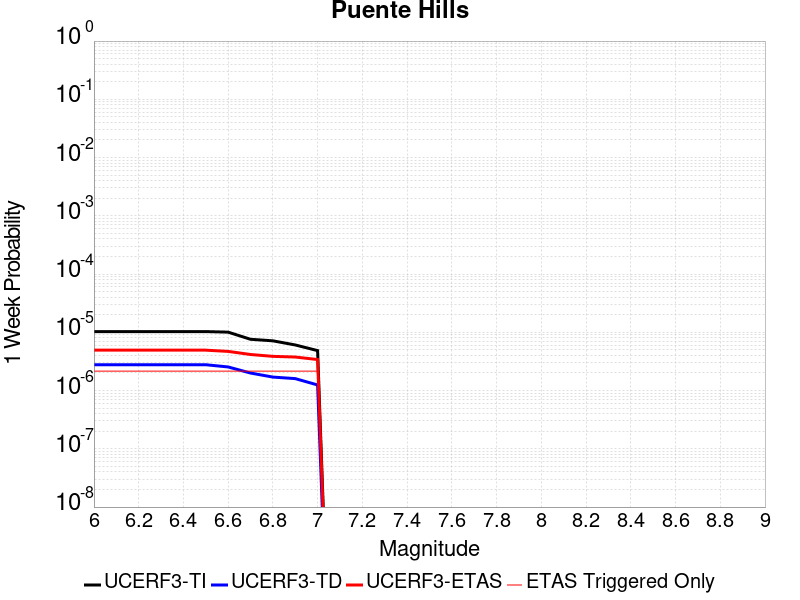 Puente Hills
1 Week Probability
10^0
10^-1
10^-2
10^-3
10^-4
10^-5
10^-6
10^-7
10^-8
6 6.2 6.4 6.6 6.8 7 7.2 7.4 7.6 7.8 8 8.2 8.4 8.6 8.8 9
Magnitude
UCERF3-TI UCERF3-TD UCERF3-ETAS ETAS Triggered Only